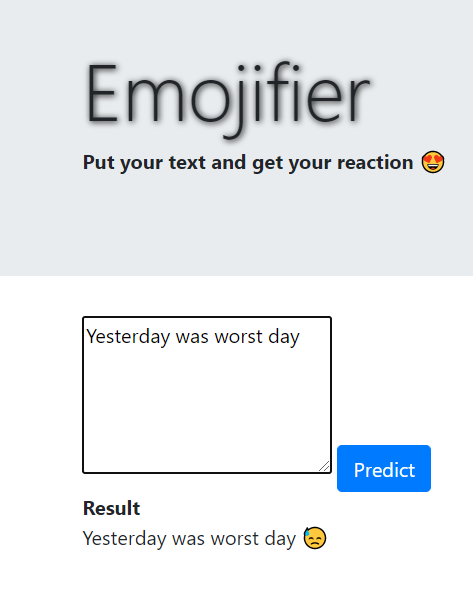 Emojifier
Put your text and get your reaction 😍
Yesterday was worst day
Predict
Result
Yesterday was worst day 😓